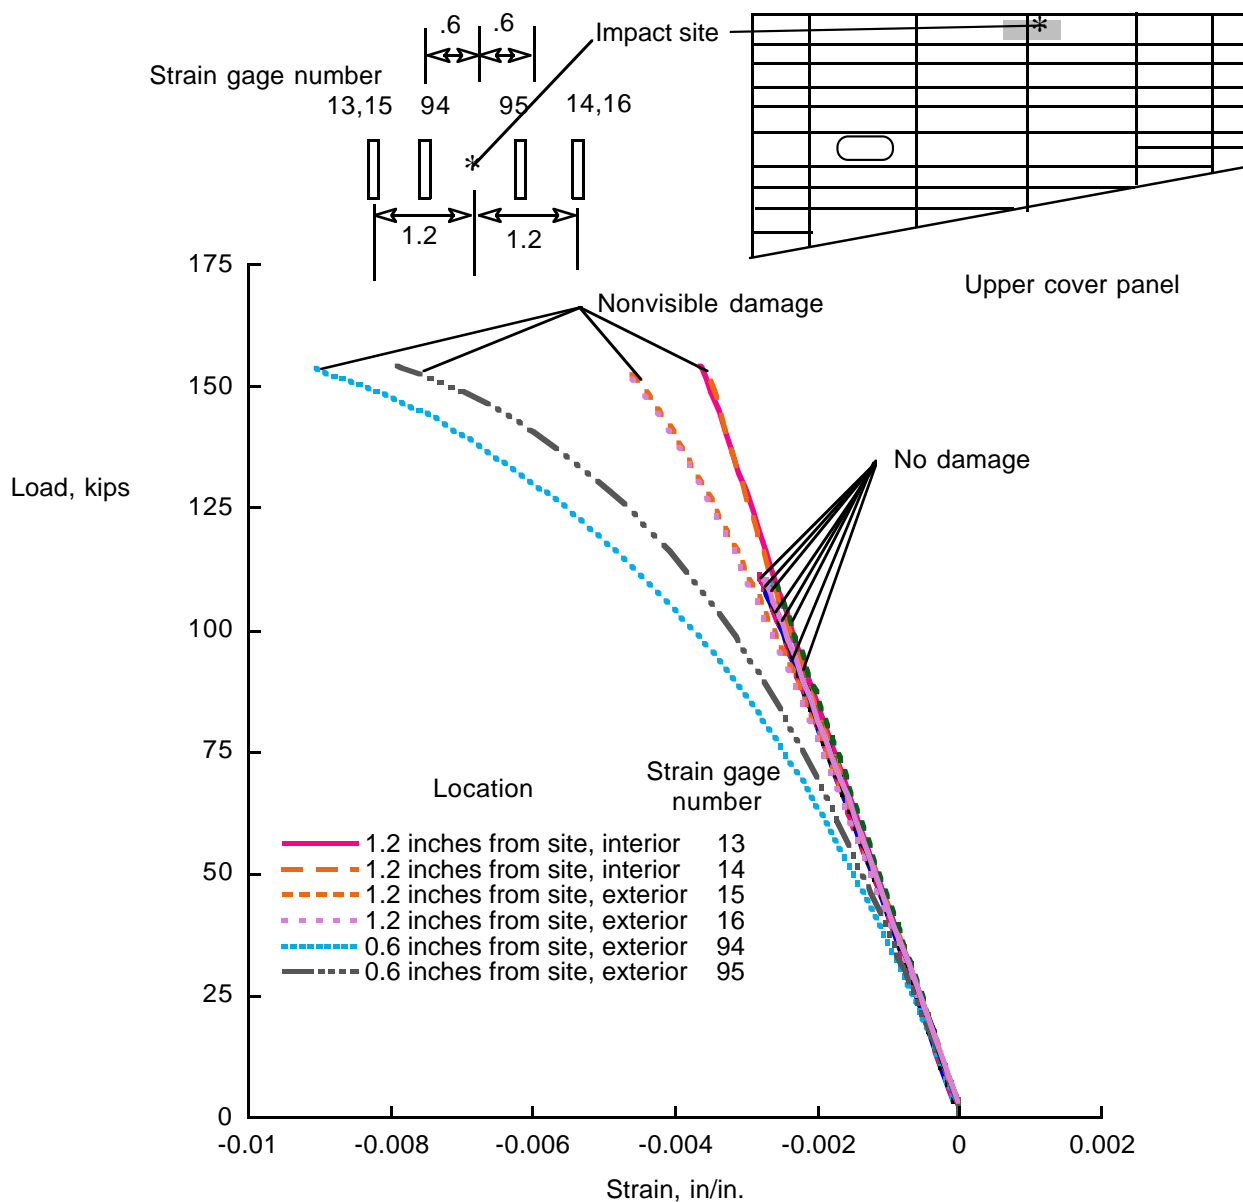 .6 .6
Impact site
*
Strain gage number
13,15 94 95 14,16
*
1.2 1.2
Upper cover panel
175
Nonvisible damage
150
No damage
Load, kips
125
100
75
Location Strain gage number
1.2 inches from site, interior 13
1.2 inches from site, interior 14
50
1.2 inches from site, exterior 15
1.2 inches from site, exterior 16
0.6 inches from site, exterior 94
0.6 inches from site, exterior 95
25
0
-0.01 -0.008 -0.006 -0.004 -0.002 0 0.002
Strain, in/in.